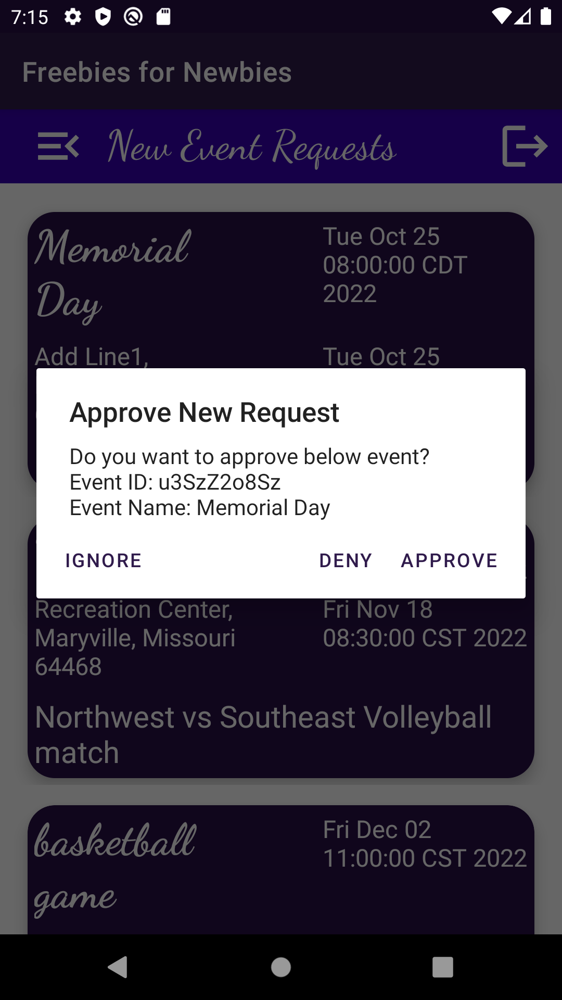 7:15
Freebies for Newbies
New Event Requests
Memorial
Day
Tue Oct 25
08:00:00 CDT
2022
Add Line1,
Tue Oct 25
Approve New Request
Do you want to approve below event?
Event ID: u3SzZ2o8Sz
Event Name: Memorial Day
IGNORE
DENY
APPROVE
Recreation Center,
Maryville, Missouri
64468
Fri Nov 18
08:30:00 CST 2022
Northwest vs Southeast Volleyball
match
basketball
game
Fri Dec 02
11:00:00 CST 2022